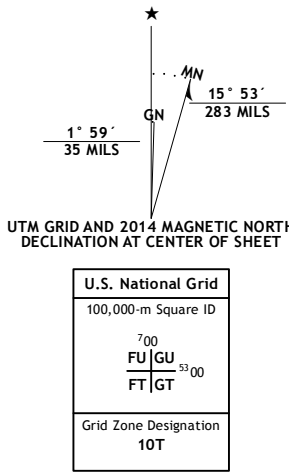 MN
GN
15° 53´
283 MILS
1° 59´
35 MILS
UTM GRID AND 2014 MAGNETIC NORTH
DECLINATION AT CENTER OF SHEET
U.S. National Grid
100,000-m Square ID
700
FU GU
5300
FT GT
Grid Zone Designation
10T